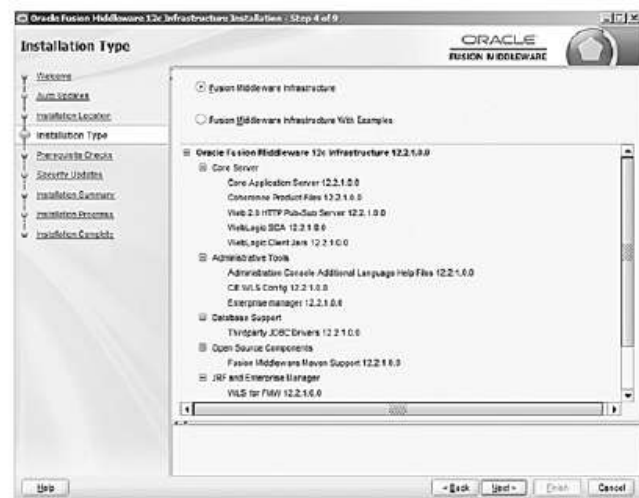 Oracle Fusion Middleware 12c Infrastructure Installation - Step 4 of 9
Installation Type
ORACLE
FUSION MIDDLEWARE
Welcome
Auto Updates
Installation Location
Installation Type
Prerequisite Checks
Security Updates
Installation Summary
Installation Progress
Installation Complete
Fusion Middleware Infrastructure
Fusion Middleware Infrastructure With Examples
Oracle Fusion Middleware 12c Infrastructure 12.2.1.0.0
Core Server
Core Application Server 12.2.1.0.0
Coherence Product Files 12.2.1.0.0
Web 2.0 HTTP Pub-Sub Server 12.2.1.0.0
WebLogic SCA 12.2.1.0.0
WebLogic Client Jars 12.2.1.0.0
Administrative Tools
Administration Console Additional Language Help Files 12.2.1.0.0
CIE WLS Config 12.2.1.0.0
Enterprise manager 12.2.1.0.0
Database Support
Thirdparty JDBC Drivers 12.2.1.0.0
Open Source Components
Fusion Middleware Maven Support 12.2.1.0.0
JRF and Enterprise Manager
WLS for FMW 12.2.1.0.0
Help
< Back
Next >
Finish
Cancel